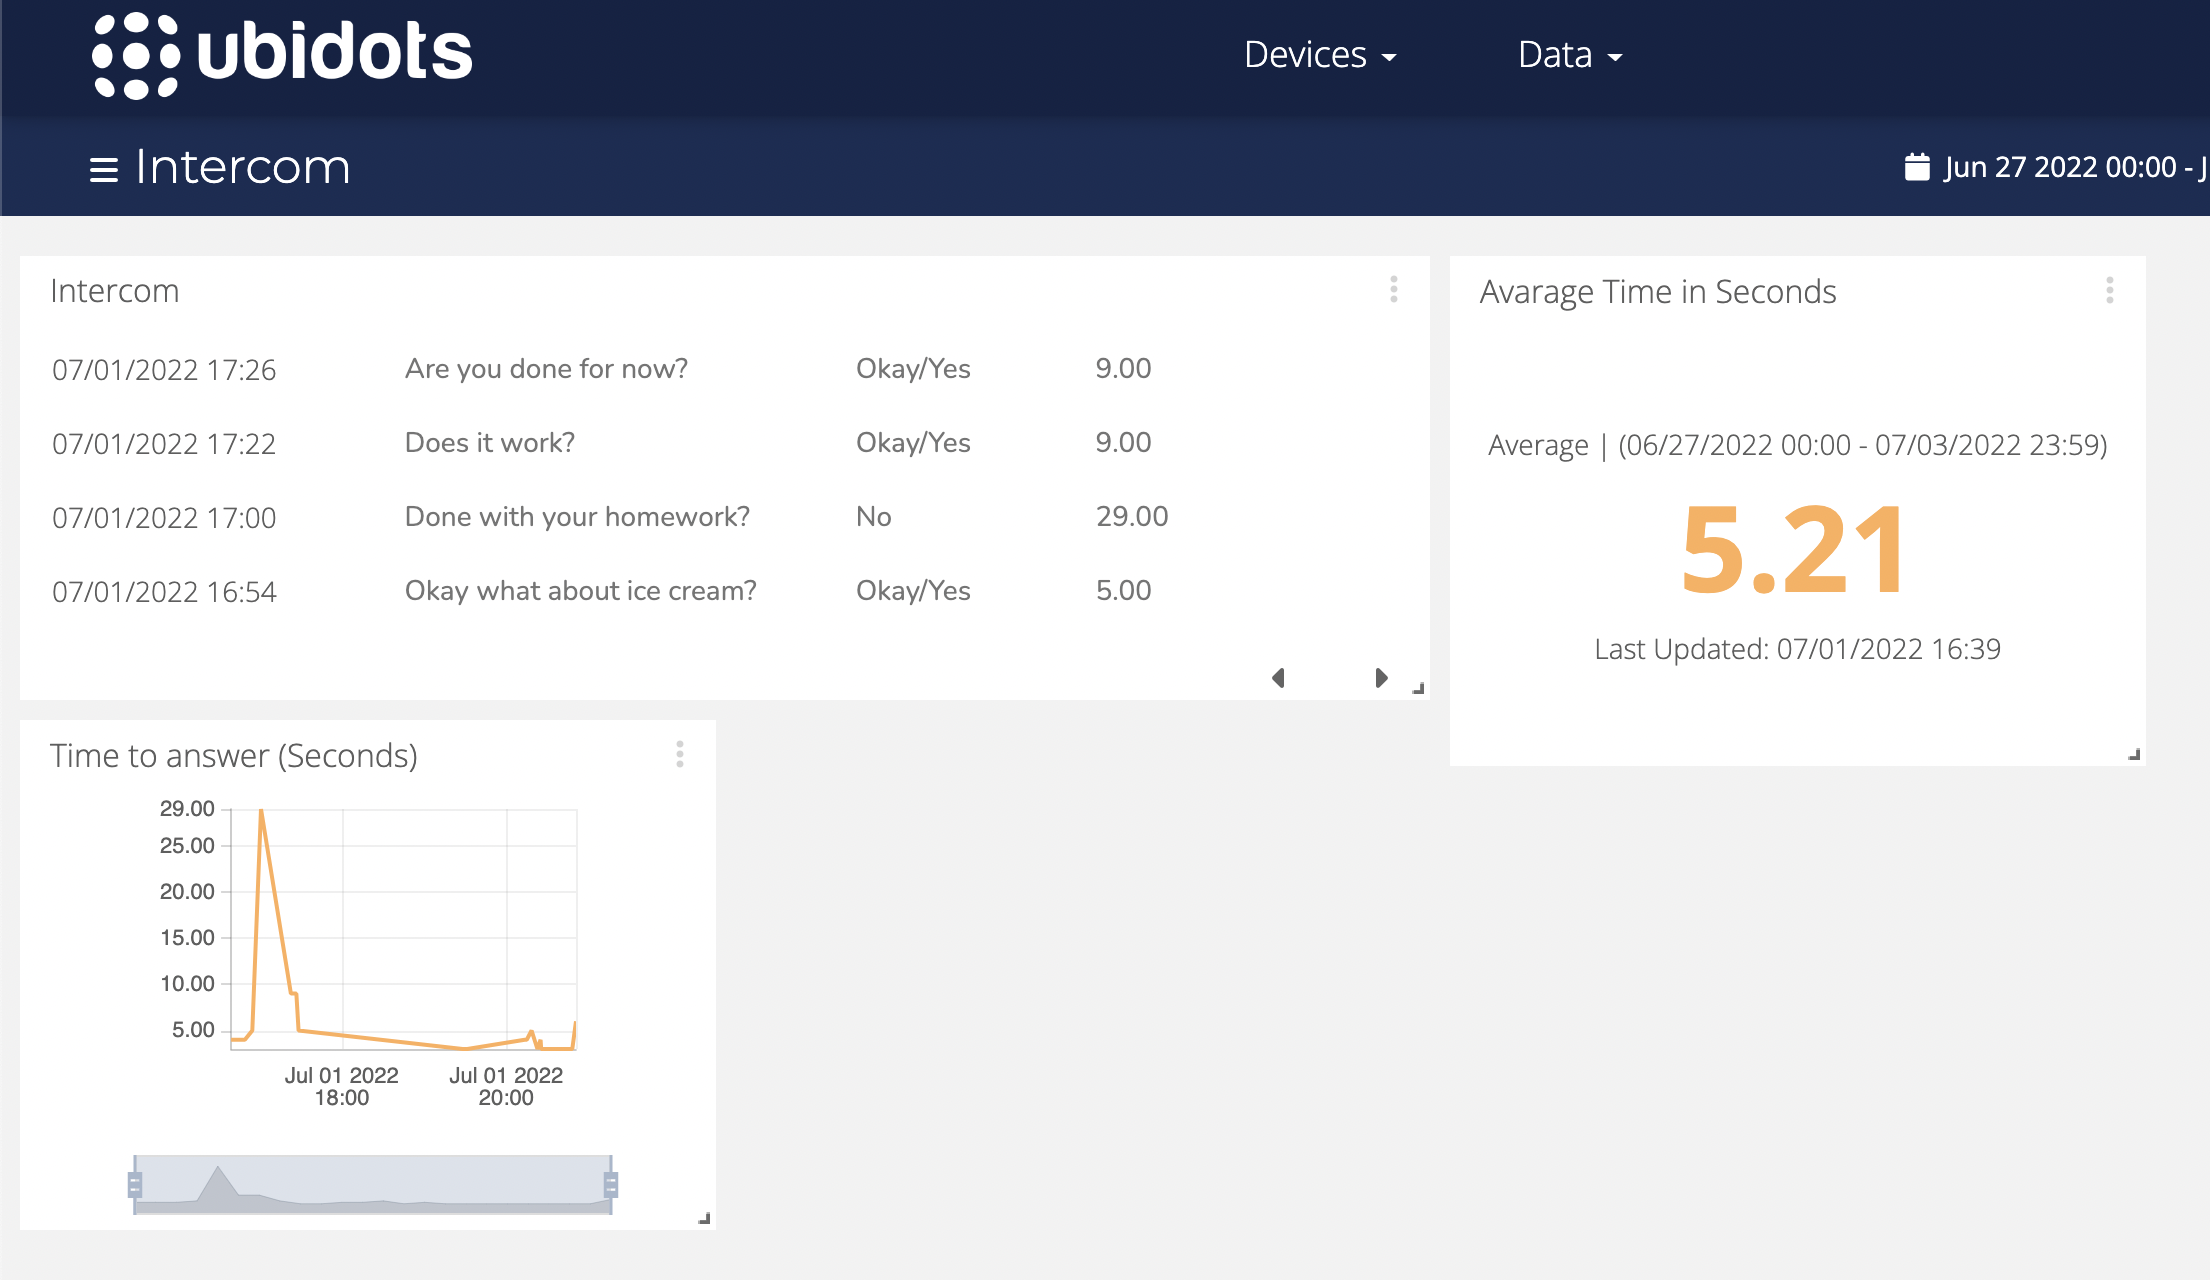 ubidots
Devices
Data
Intercom
Jun 27 2022 00:00 - J
Intercom
07/01/2022 17:26 Are you done for now? Okay/Yes 9.00
07/01/2022 17:22 Does it work? Okay/Yes 9.00
07/01/2022 17:00 Done with your homework? No 29.00
07/01/2022 16:54 Okay what about ice cream? Okay/Yes 5.00
Avarage Time in Seconds
Average | (06/27/2022 00:00 - 07/03/2022 23:59)
5.21
Last Updated: 07/01/2022 16:39
Time to answer (Seconds)
29.00
25.00
20.00
15.00
10.00
5.00
Jul 01 2022
18:00
Jul 01 2022
20:00